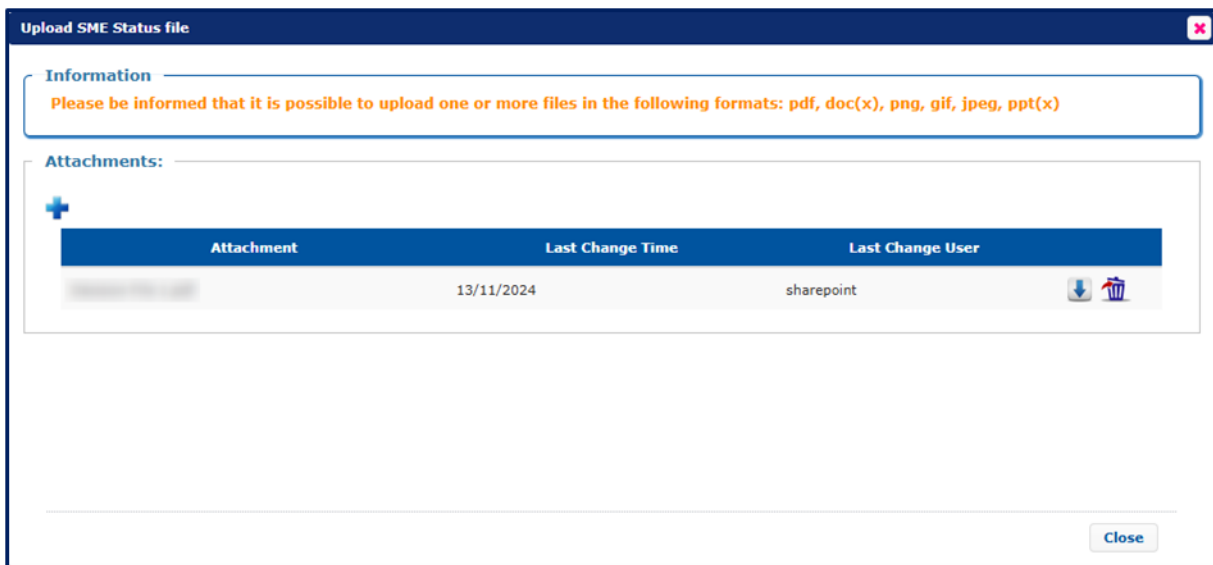 Upload SME Status file
Information
Please be informed that it is possible to upload one or more files in the following formats: pdf, doc(x), png, gif, jpeg, ppt(x)
Attachments:
Attachment Last Change Time Last Change User
13/11/2024 sharepoint
Close